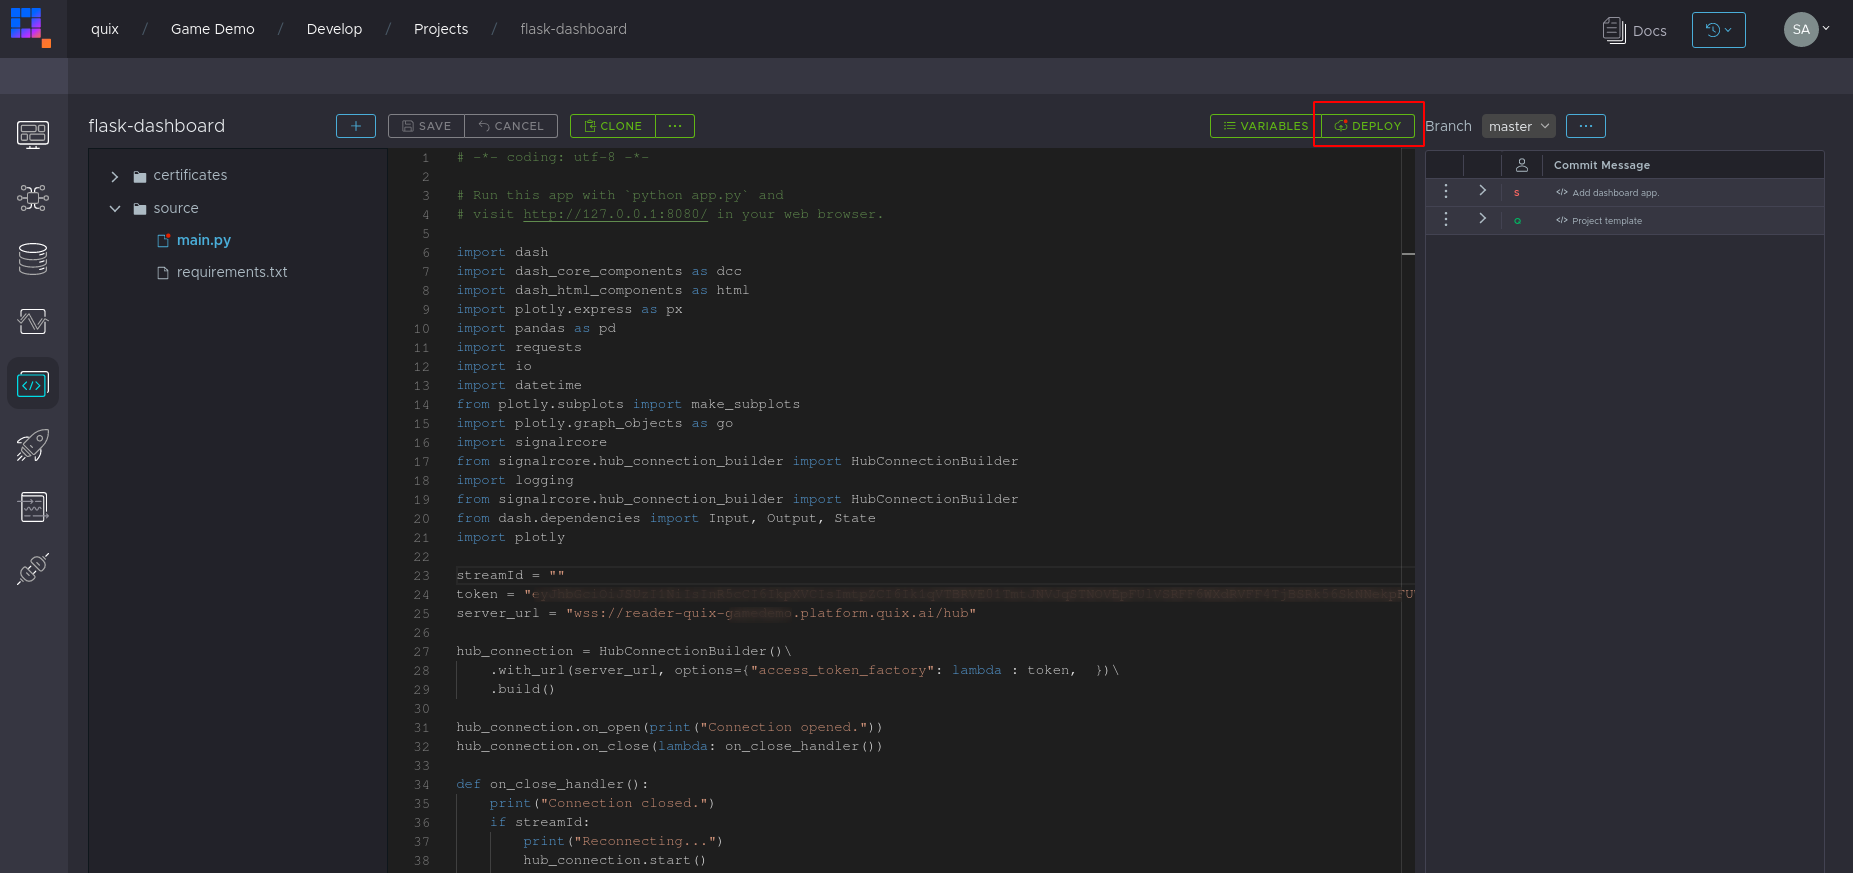 quix / Game Demo / Develop / Projects / flask-dashboard
Docs
SA
flask-dashboard
+
SAVE
CANCEL
CLONE
...
VARIABLES
DEPLOY
Branch
master
...
certificates
source
main.py
requirements.txt
1 # -*- coding: utf-8 -*-
2
3 # Run this app with `python app.py` and
4 # visit http://127.0.0.1:8080/ in your web browser.
5
6 import dash
7 import dash_core_components as dcc
8 import dash_html_components as html
9 import plotly.express as px
10 import pandas as pd
11 import requests
12 import io
13 import datetime
14 from plotly.subplots import make_subplots
15 import plotly.graph_objects as go
16 import signalrcore
17 from signalrcore.hub_connection_builder import HubConnectionBuilder
18 import logging
19 from signalrcore.hub_connection_builder import HubConnectionBuilder
20 from dash.dependencies import Input, Output, State
21 import plotly
22
23 streamId = ""
24 token = "
25 server_url = "wss://reader-quix-g .platform.quix.ai/hub"
26
27 hub_connection = HubConnectionBuilder()\
28 .with_url(server_url, options={"access_token_factory": lambda : token,  })\
29 .build()
30
31 hub_connection.on_open(print("Connection opened."))
32 hub_connection.on_close(lambda: on_close_handler())
33
34 def on_close_handler():
35 print("Connection closed.")
36 if streamId:
37 print("Reconnecting...")
38 hub_connection.start()
Commit Message
S </> Add dashboard app.
G </> Project template